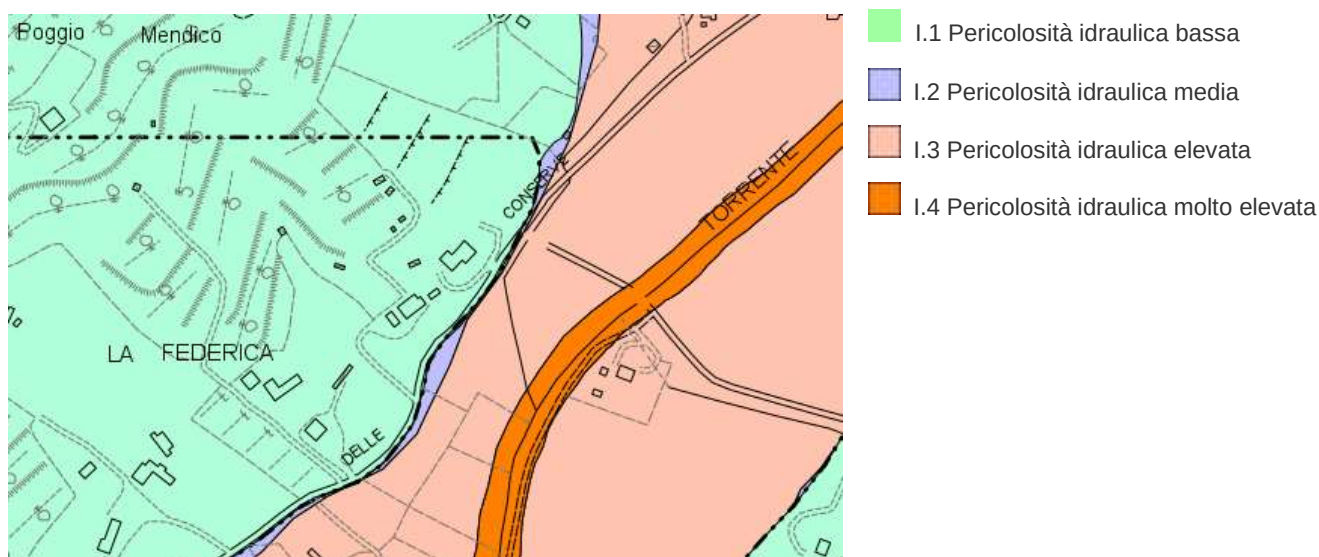 Poggio Mendico
I.1 Pericolosità idraulica bassa
I.2 Pericolosità idraulica media
I.3 Pericolosità idraulica elevata
I.4 Pericolosità idraulica molto elevata
TORRENTE
CONSERVE
LA FEDERICA
DELLE